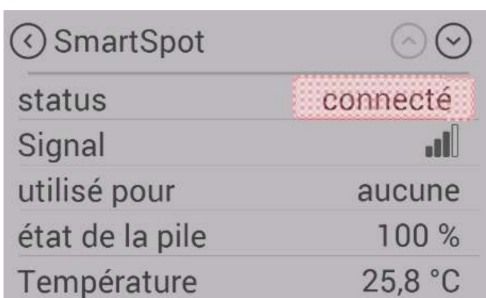 SmartSpot
status connecté
Signal
utilisé pour aucune
état de la pile 100 %
Température 25,8 °C